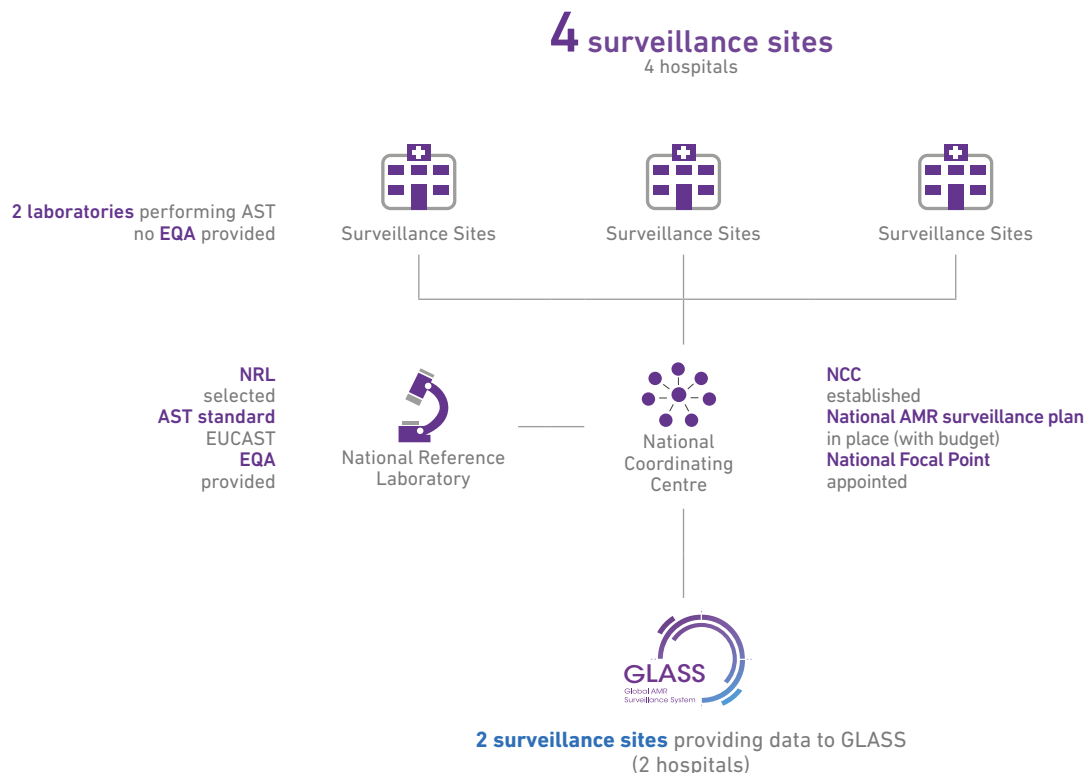 4 surveillance sites
4 hospitals
2 laboratories performing AST
no EQA provided
Surveillance Sites
Surveillance Sites
Surveillance Sites
NRL
selected
AST standard
EUCAST
EQA
provided
National Reference
Laboratory
National
Coordinating
Centre
NCC
established
National AMR surveillance plan
in place (with budget)
National Focal Point
appointed
GLASS
Global AMR
Surveillance System
2 surveillance sites providing data to GLASS
(2 hospitals)